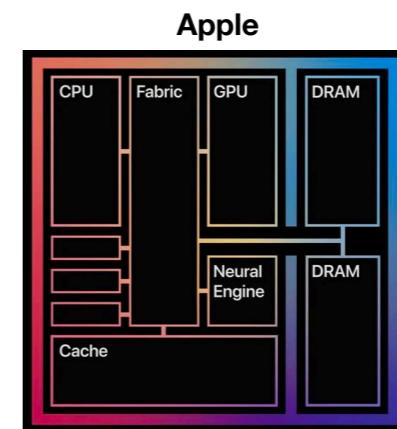 Apple
CPU
Fabric
GPU
DRAM
Neural
Engine
DRAM
Cache